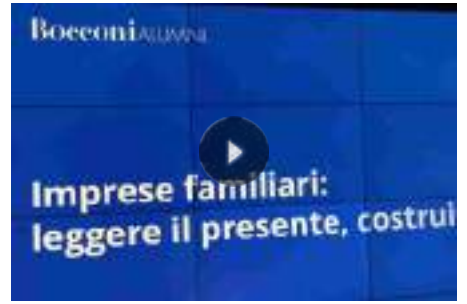 Bocconi ALUMNI
Imprese familiari:
leggere il presente, costrui